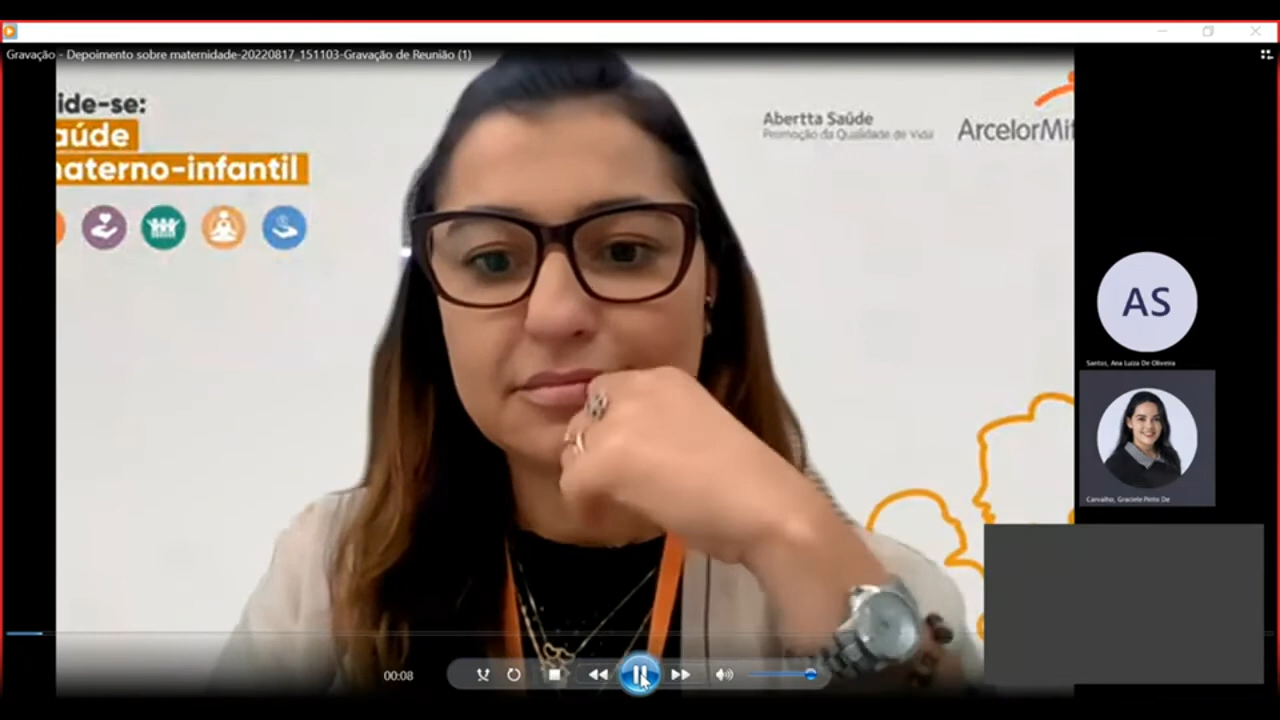 Gravação - Depoimento sobre maternidade-20220817_151103-Gravação de Reunião (1)
ide-se:
aúde
naterno-infantil
Abertta Saúde
Promoção da Qualidade de Vida
ArcelorMit
AS
Santos, Ana Luiza De Oliveira
Carvalho, Graciele Pinto De
00:08